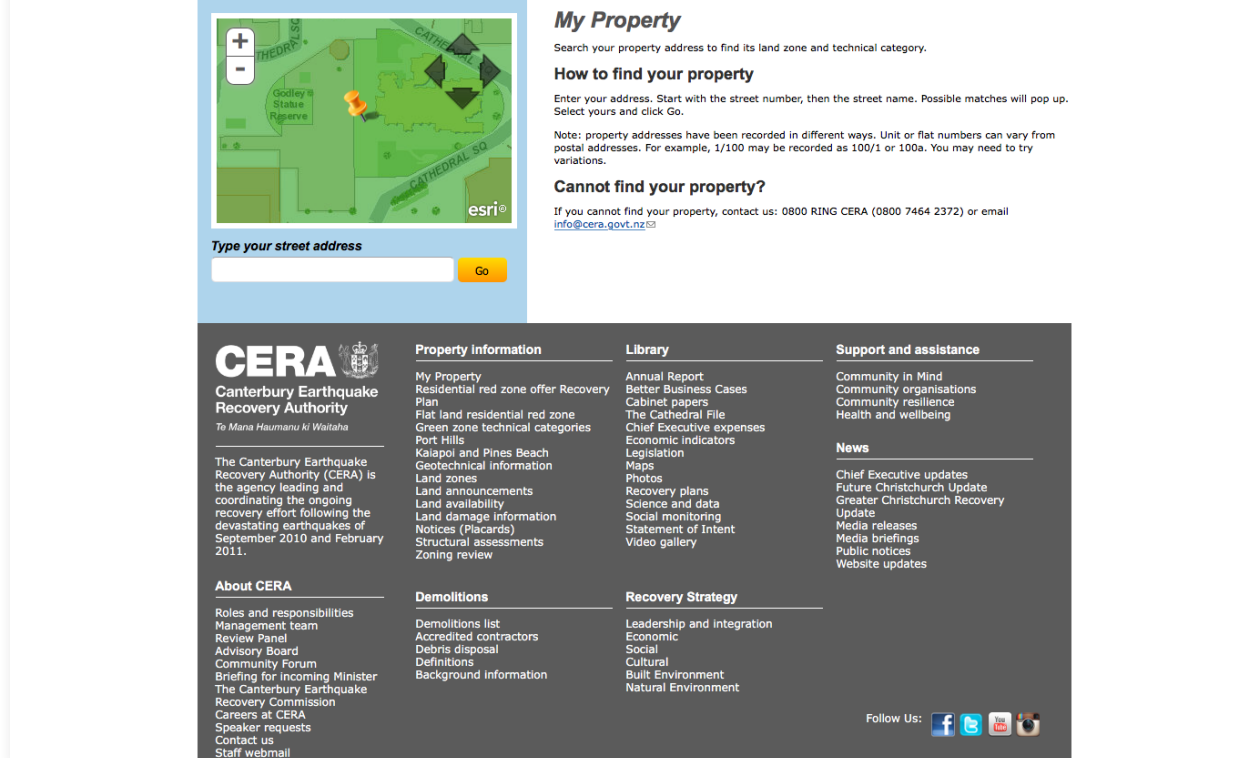 +
-
THEDRAL SQ
CATHEDRAL
Godley
Statue
Reserve
CATHEDRAL SQ
esri®
Type your street address
Go
My Property
Search your property address to find its land zone and technical category.
How to find your property
Enter your address. Start with the street number, then the street name. Possible matches will pop up.
Select yours and click Go.
Note: property addresses have been recorded in different ways. Unit or flat numbers can vary from
postal addresses. For example, 1/100 may be recorded as 100/1 or 100a. You may need to try
variations.
Cannot find your property?
If you cannot find your property, contact us: 0800 RING CERA (0800 7464 2372) or email
info@cera.govt.nz
CERA
Canterbury Earthquake
Recovery Authority
Te Mana Haumanu ki Waitaha
The Canterbury Earthquake
Recovery Authority (CERA) is
the agency leading and
coordinating the ongoing
recovery effort following the
devastating earthquakes of
September 2010 and February
2011.
About CERA
Roles and responsibilities
Management team
Review Panel
Advisory Board
Community Forum
Briefing for incoming Minister
The Canterbury Earthquake
Recovery Commission
Careers at CERA
Speaker requests
Contact us
Staff webmail
Property information
My Property
Residential red zone offer Recovery
Plan
Flat land residential red zone
Green zone technical categories
Port Hills
Kaiapoi and Pines Beach
Geotechnical information
Land zones
Land announcements
Land availability
Land damage information
Notices (Placards)
Structural assessments
Zoning review
Demolitions
Demolitions list
Accredited contractors
Debris disposal
Definitions
Background information
Library
Annual Report
Better Business Cases
Cabinet papers
The Cathedral File
Chief Executive expenses
Economic indicators
Legislation
Maps
Photos
Recovery plans
Science and data
Social monitoring
Statement of Intent
Video gallery
Recovery Strategy
Leadership and integration
Economic
Social
Cultural
Built Environment
Natural Environment
Support and assistance
Community in Mind
Community organisations
Community resilience
Health and wellbeing
News
Chief Executive updates
Future Christchurch Update
Greater Christchurch Recovery
Update
Media releases
Media briefings
Public notices
Website updates
Follow Us:
You
Tube